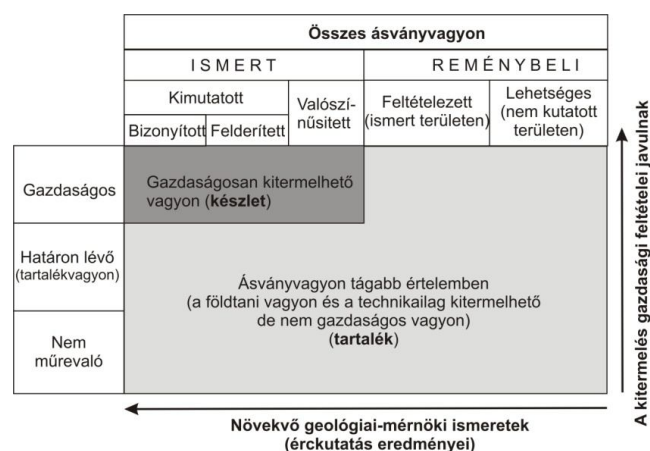 Összes ásványvagyon
ISMERT
REMÉNYBELI
Kimutatott
Valószí-
nűsitett
Feltételezett
(ismert területen)
Lehetséges
(nem kutatott
területen)
Bizonyított
Felderített
Gazdaságos
Gazdaságosan kitermelhető
vagyon (készlet)
Határon lévő
(tartalékvagyon)
Ásványvagyon tágabb értelemben
(a földtani vagyon és a technikailag kitermelhető
de nem gazdaságos vagyon)
(tartalék)
Nem
műrevaló
A kitermelés gazdasági feltételei javulnak
Növekvő geológiai-mérnöki ismeretek
(érckutatás eredményei)